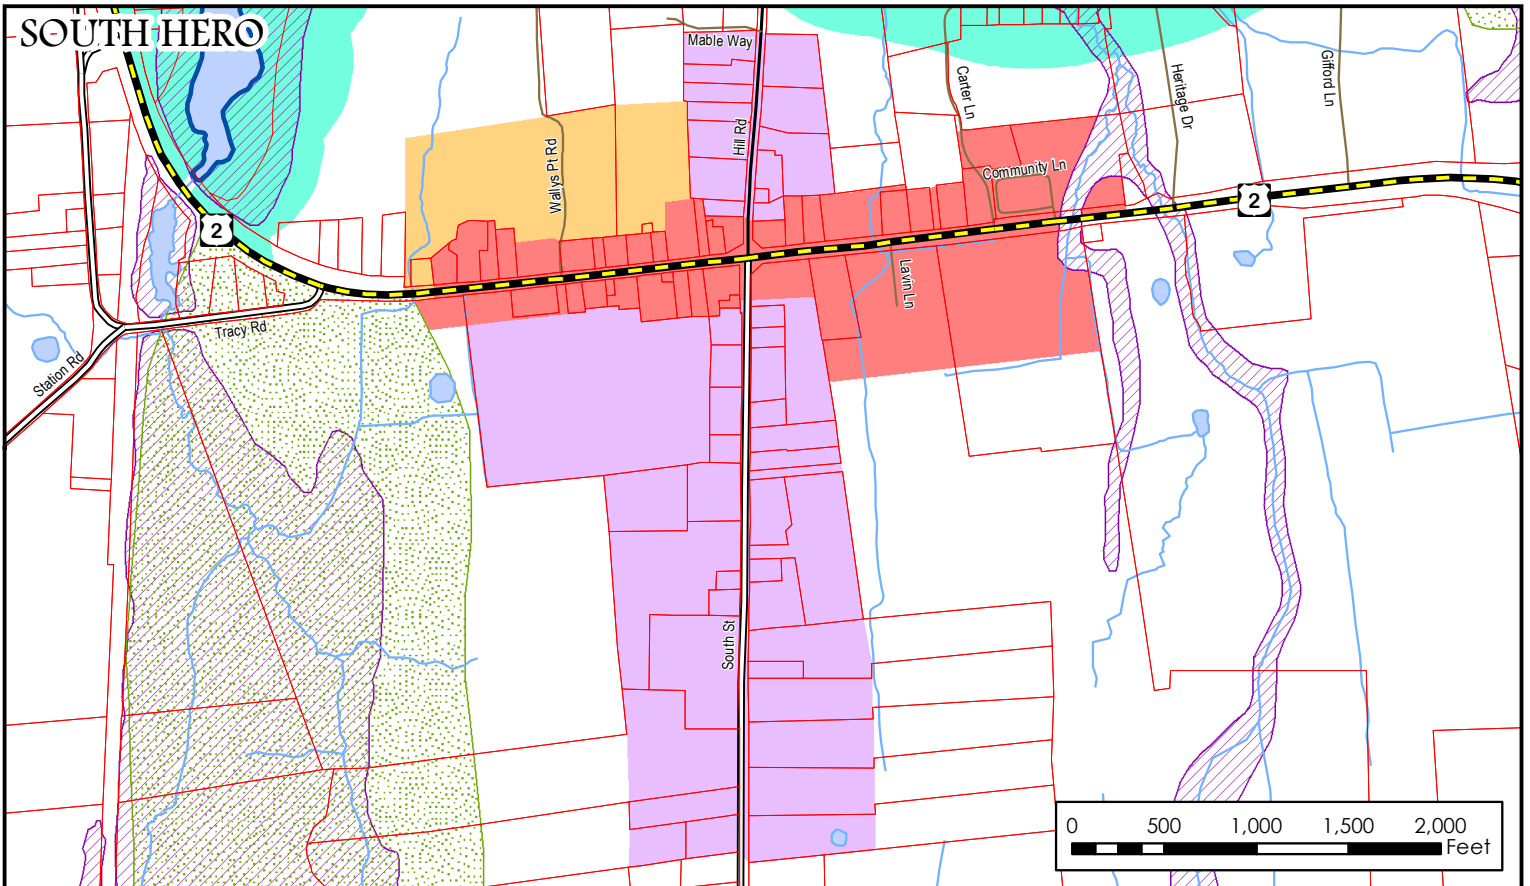 SOUTH HERO
Mable Way
Hill Rd
Wallys Pt Rd
Carter Ln
Heritage Dr
Gifford Ln
Community Ln
2
2
Lavin Ln
Tracy Rd
Station Rd
South St
0 500 1,000 1,500 2,000
Feet